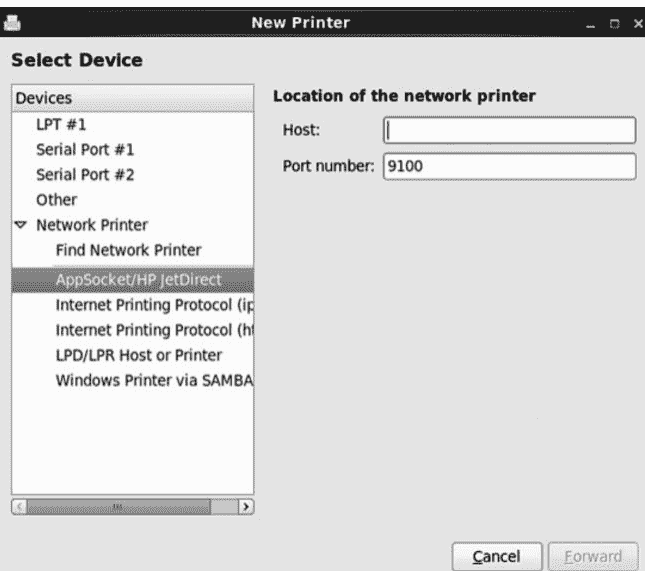 New Printer
Select Device
Devices
LPT #1
Serial Port #1
Serial Port #2
Other
Network Printer
Find Network Printer
AppSocket/HP JetDirect
Internet Printing Protocol (ip
Internet Printing Protocol (ht
LPD/LPR Host or Printer
Windows Printer via SAMBA
Location of the network printer
Host:
Port number: 9100
Cancel Forward